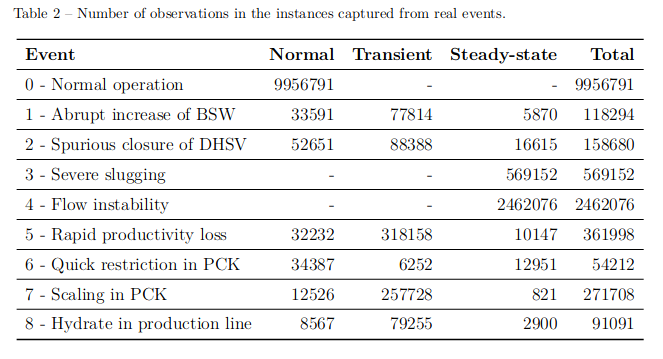 Table 2 – Number of observations in the instances captured from real events.
Event Normal Transient Steady-state Total
0 - Normal operation 9956791 - - 9956791
1 - Abrupt increase of BSW 33591 77814 5870 118294
2 - Spurious closure of DHSV 52651 88388 16615 158680
3 - Severe slugging - - 569152 569152
4 - Flow instability - - 2462076 2462076
5 - Rapid productivity loss 32232 318158 10147 361998
6 - Quick restriction in PCK 34387 6252 12951 54212
7 - Scaling in PCK 12526 257728 821 271708
8 - Hydrate in production line 8567 79255 2900 91091